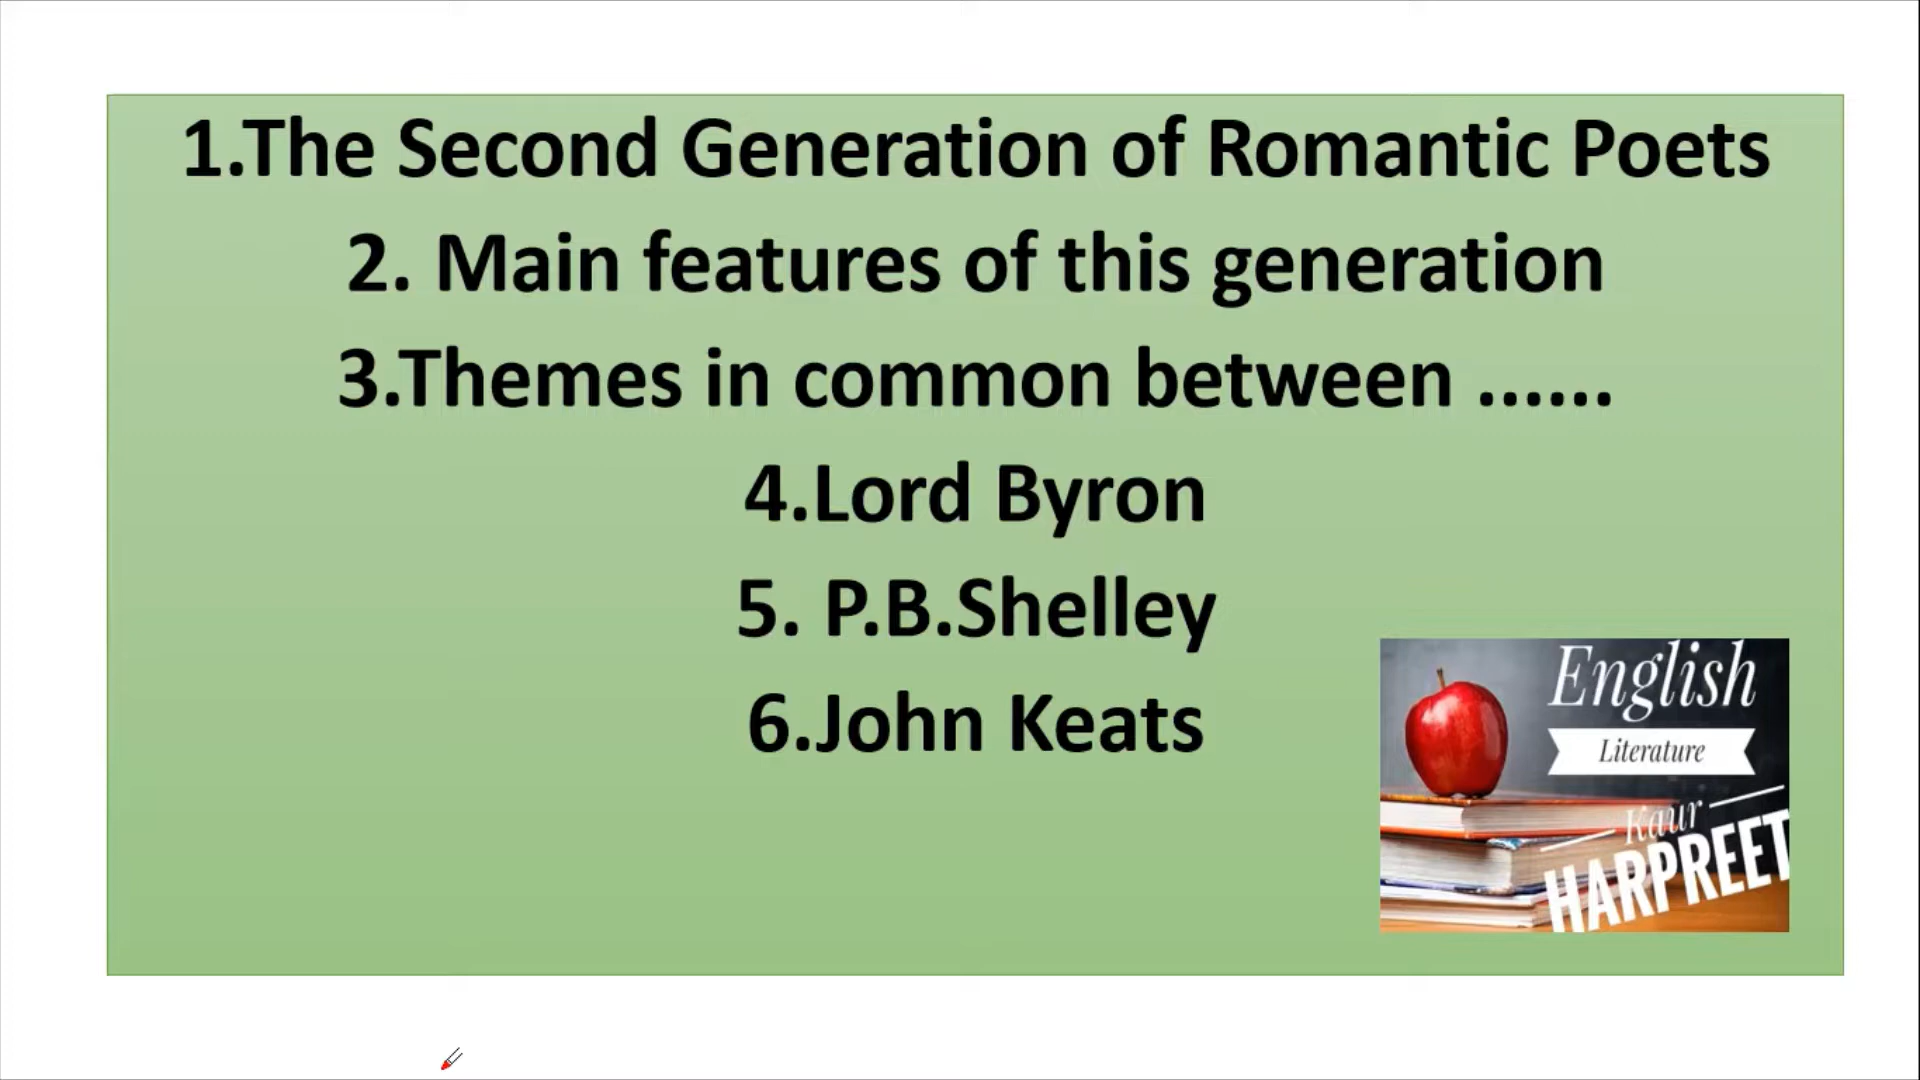 1.The Second Generation of Romantic Poets
2. Main features of this generation
3.Themes in common between ......
4.Lord Byron
5. P.B.Shelley
6.John Keats
English
Literature
Kaur
HARPREET